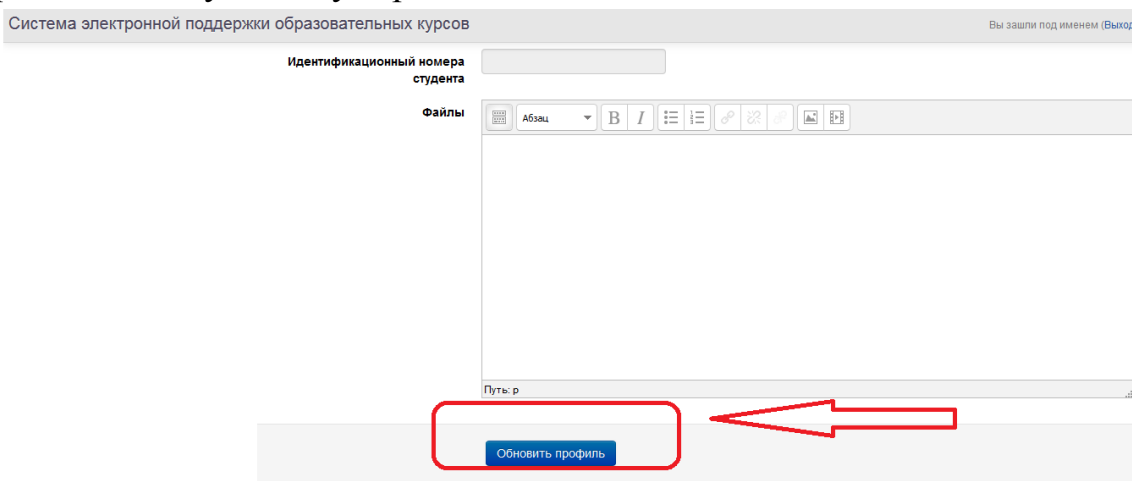 Система электронной поддержки образовательных курсов
Вы зашли под именем (Выход
Идентификационный номера
студента
Файлы
Абзац
B I
Путь: p
Обновить профиль